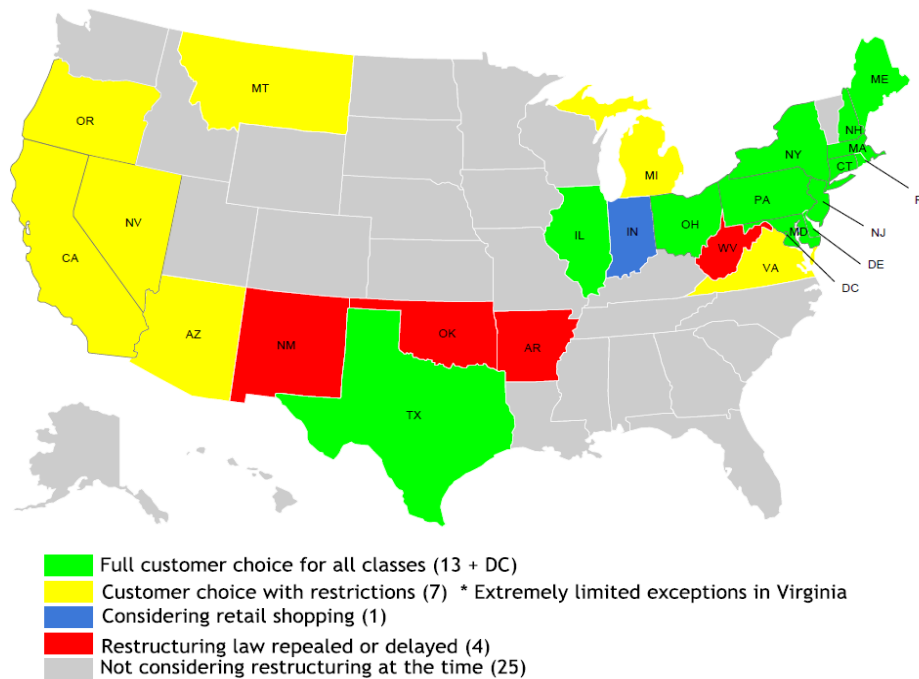 ME
MT
OR
NH
MA
NY
CT
MI
R
PA
NV
OH
NJ
IL
IN
MD
CA
WV
DE
VA
DC
OK
AZ
NM
AR
TX
Full customer choice for all classes (13 + DC)
Customer choice with restrictions (7) * Extremely limited exceptions in Virginia
Considering retail shopping (1)
Restructuring law repealed or delayed (4)
Not considering restructuring at the time (25)